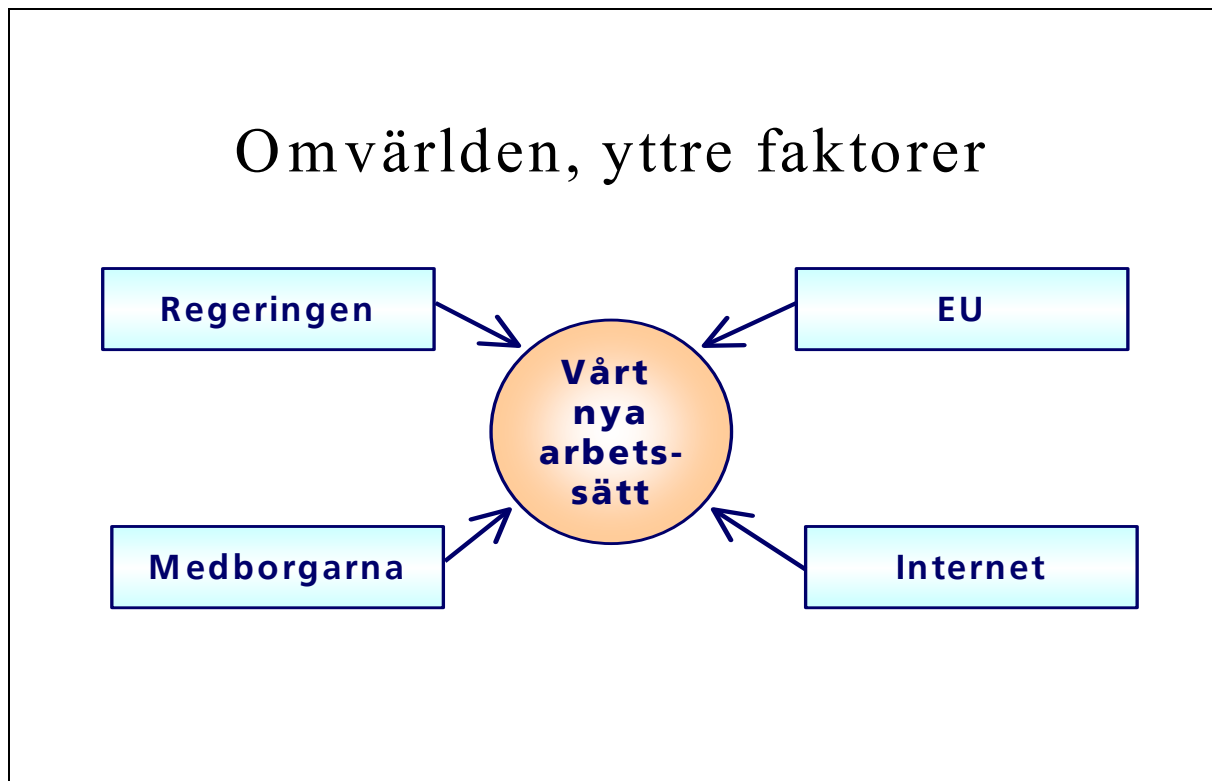 Omvärlden, yttre faktorer
Regeringen
EU
Vårt
nya
arbets-
sätt
Medborgarna
Internet